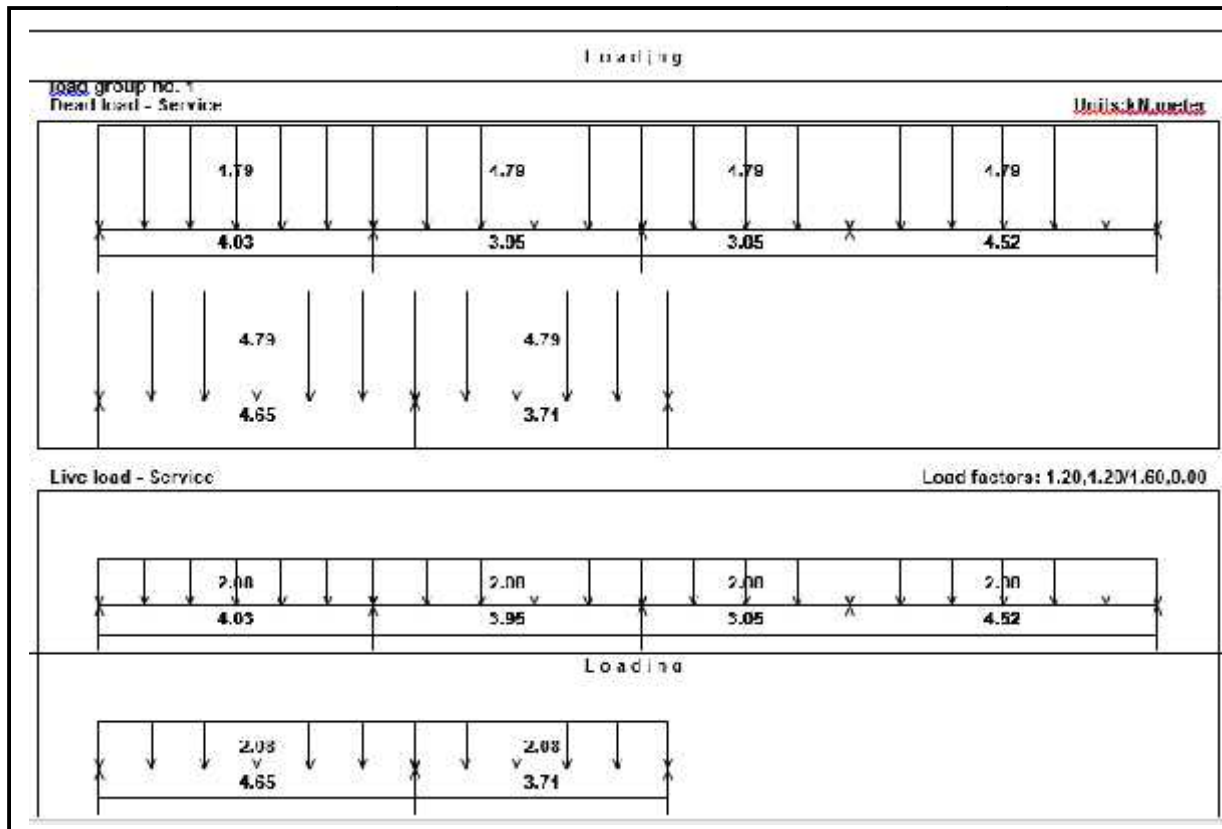 Loading
load group no. 1
Dead load - Service Units:kN,meter
4.79 4.79 4.79 4.79
4.03 3.95 3.05 4.52
4.79 4.79
4.65 3.71
Live load - Service Load factors: 1.20,1.20/1.60,0.00
2.08 2.08 2.08 2.08
4.03 3.95 3.05 4.52
Loading
2.08 2.08
4.65 3.71